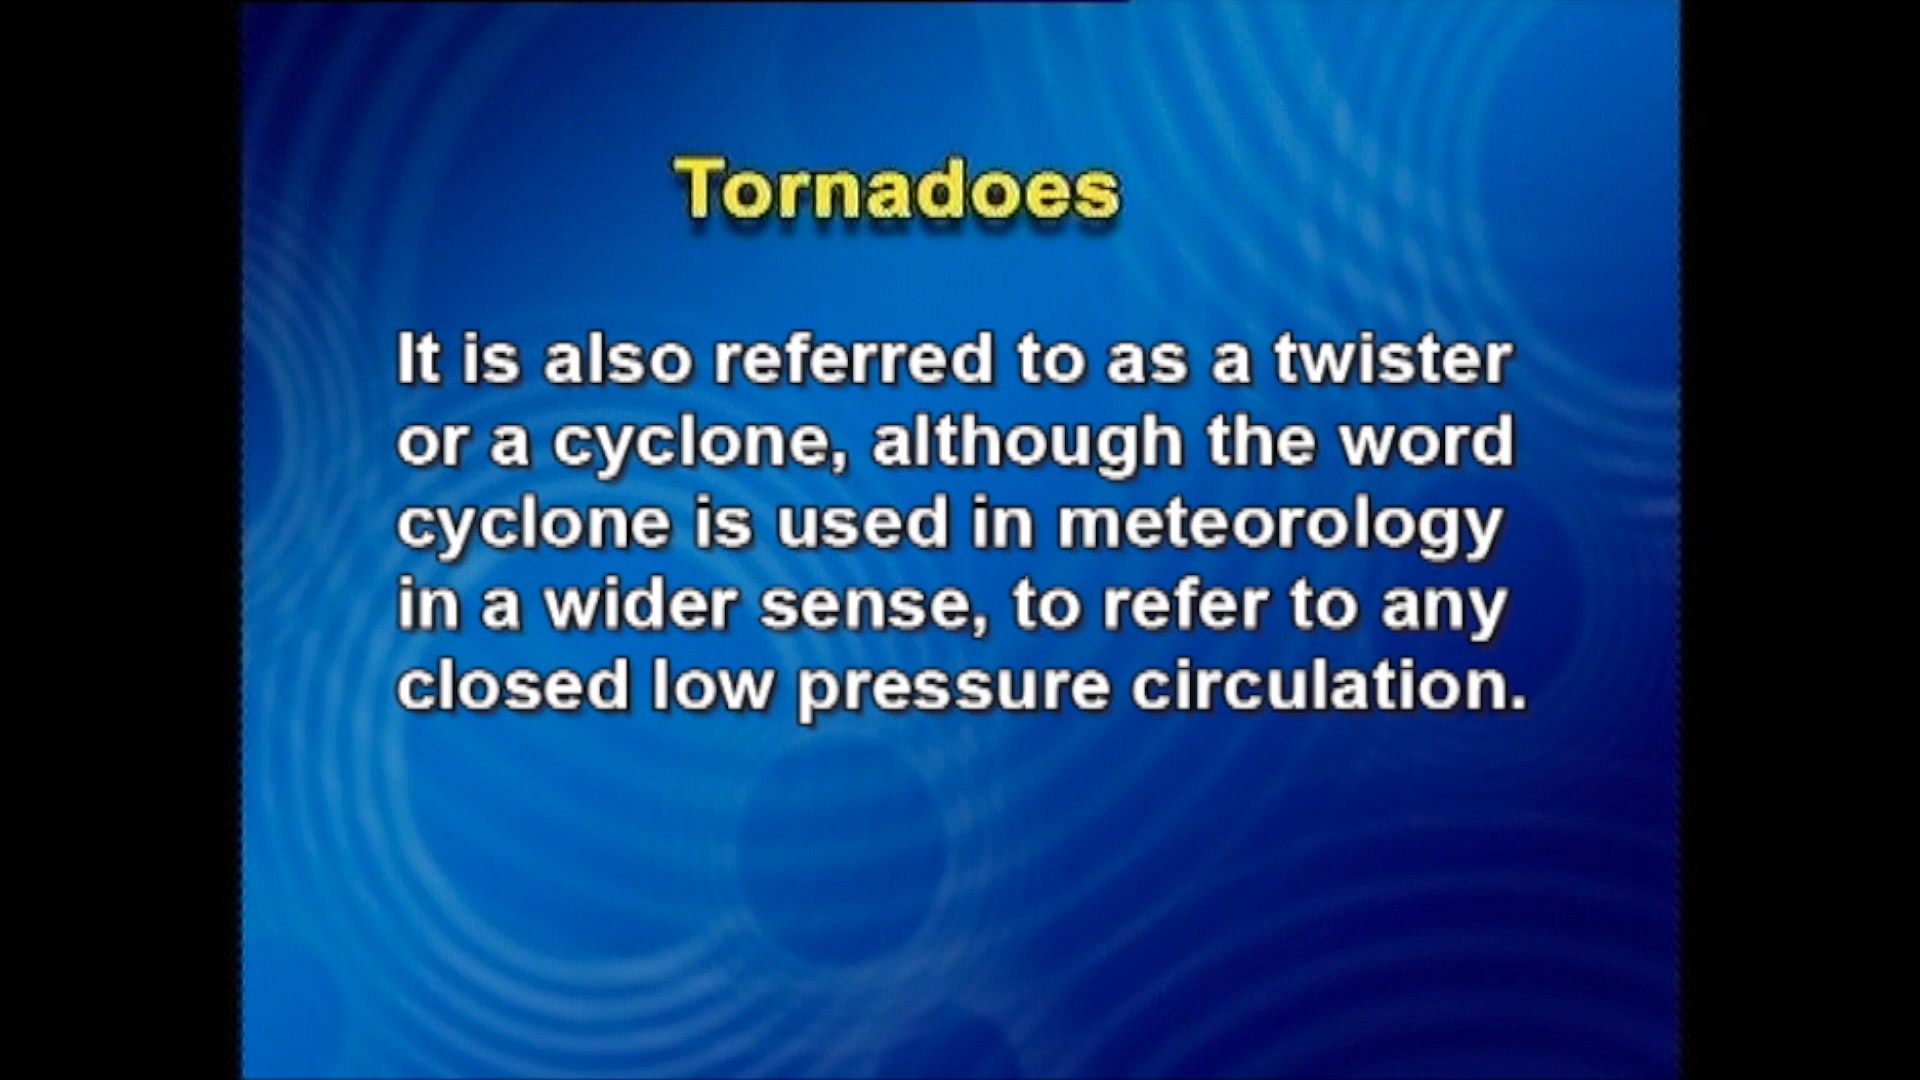 Tornadoes
It is also referred to as a twister
or a cyclone, although the word
cyclone is used in meteorology
in a wider sense, to refer to any
closed low pressure circulation.